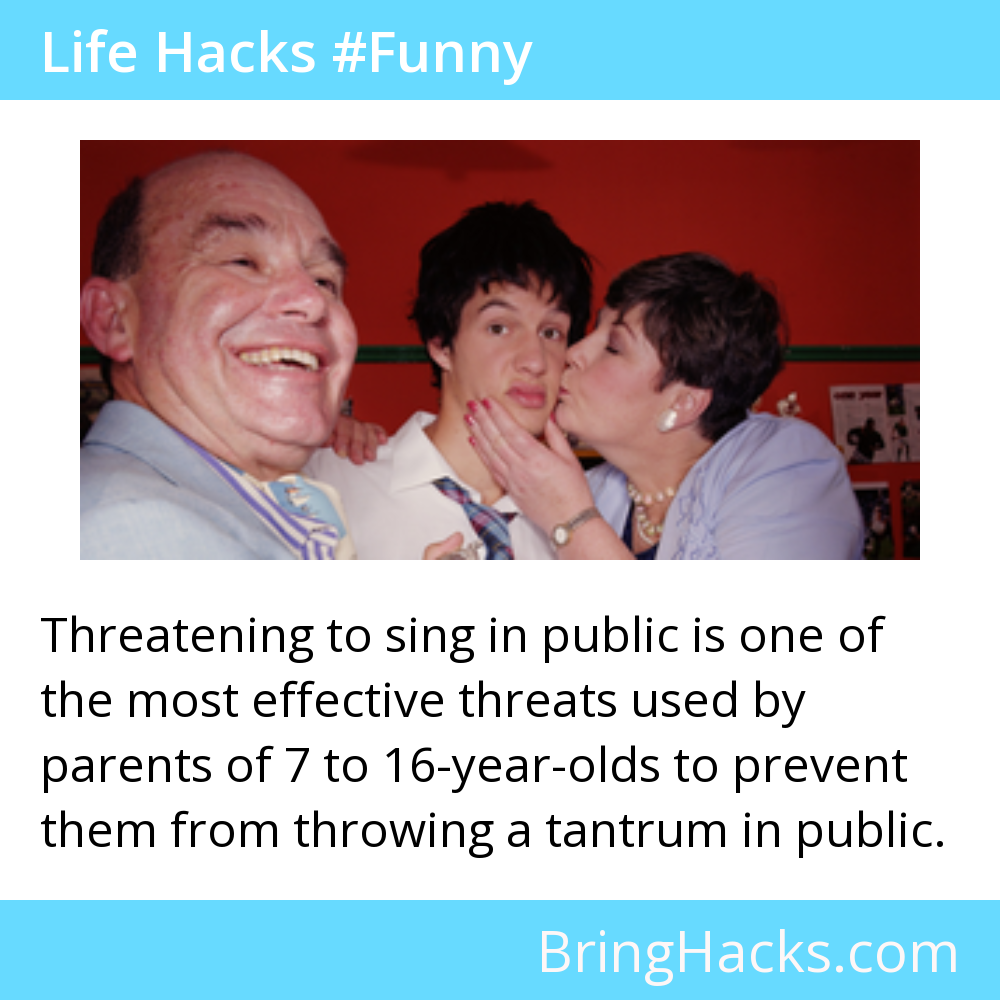 Life Hacks #Funny
Threatening to sing in public is one of
the most effective threats used by
parents of 7 to 16-year-olds to prevent
them from throwing a tantrum in public.
BringHacks.com